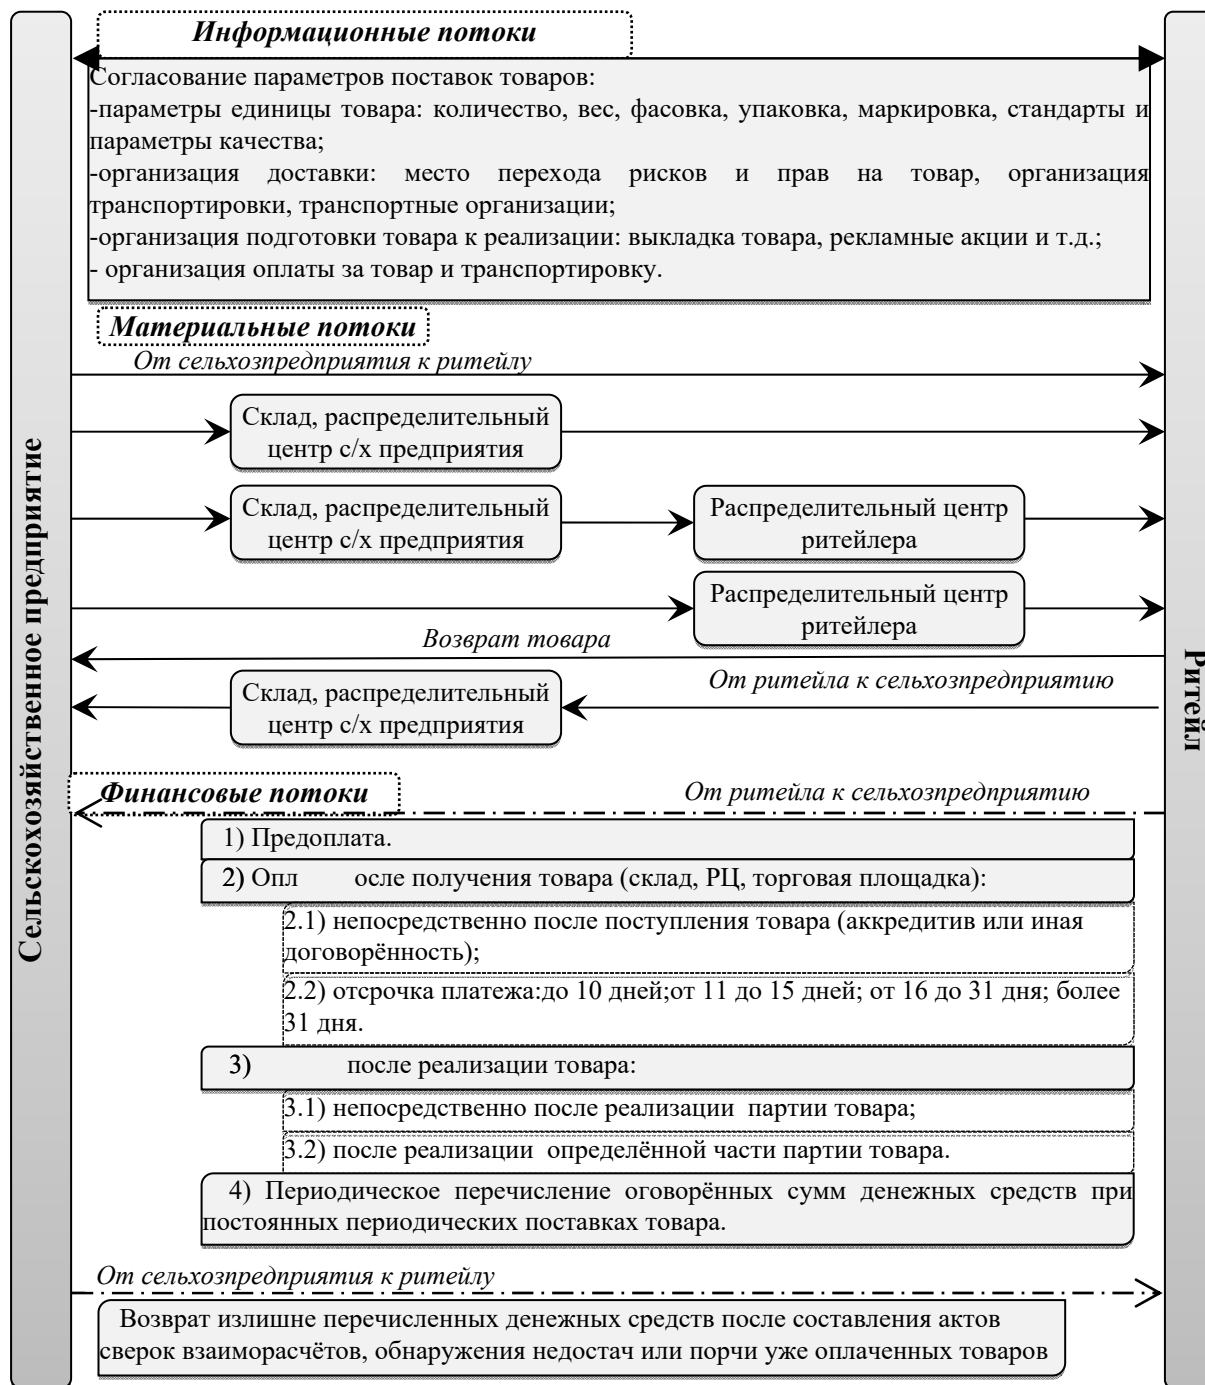 Информационные потоки
Согласование параметров поставок товаров:
-параметры единицы товара: количество, вес, фасовка, упаковка, маркировка, стандарты и
параметры качества;
-организация доставки: место перехода рисков и прав на товар, организация
транспортировки, транспортные организации;
-организация подготовки товара к реализации: выкладка товара, рекламные акции и т.д.;
- организация оплаты за товар и транспортировку.
Материальные потоки
От сельхозпредприятия к ритейлу
Склад, распределительный
центр с/х предприятия
Склад, распределительный
центр с/х предприятия
Распределительный центр
ритейлера
Распределительный центр
ритейлера
Возврат товара
От ритейла к сельхозпредприятию
Склад, распределительный
центр с/х предприятия
Сельскохозяйственное предприятие
Ритейл
Финансовые потоки
От ритейла к сельхозпредприятию
1) Предоплата.
2) Опл осле получения товара (склад, РЦ, торговая площадка):
2.1) непосредственно после поступления товара (аккредитив или иная
договорённость);
2.2) отсрочка платежа:до 10 дней;от 11 до 15 дней; от 16 до 31 дня; более
31 дня.
3) после реализации товара:
3.1) непосредственно после реализации партии товара;
3.2) после реализации определённой части партии товара.
4) Периодическое перечисление оговорённых сумм денежных средств при
постоянных периодических поставках товара.
От сельхозпредприятия к ритейлу
Возврат излишне перечисленных денежных средств после составления актов
сверок взаиморасчётов, обнаружения недостач или порчи уже оплаченных товаров